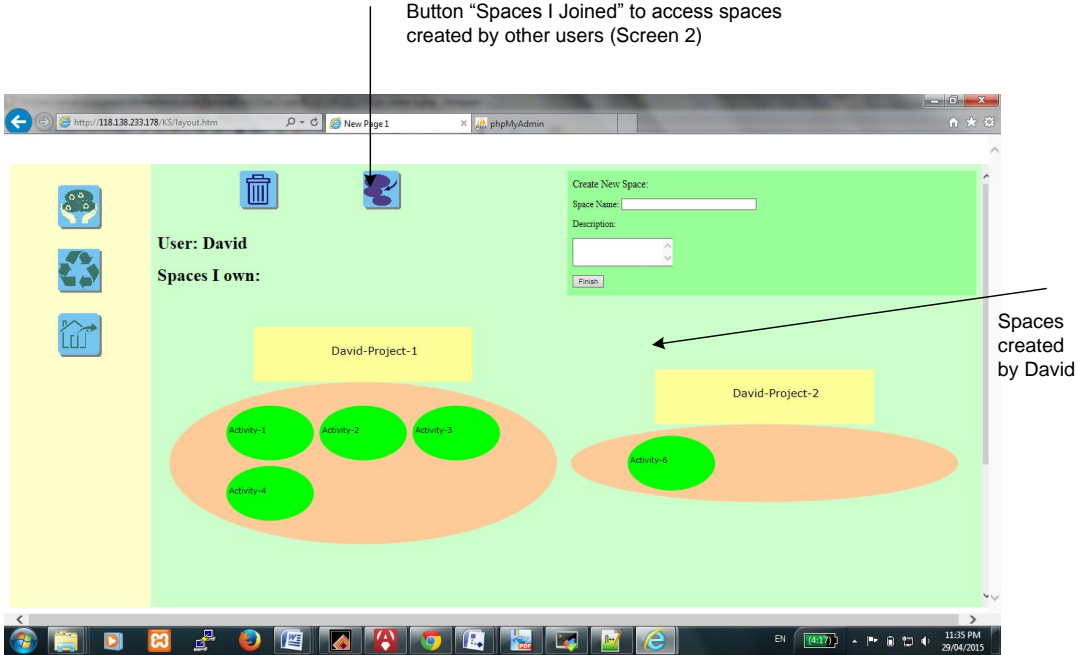 Button “Spaces I Joined” to access spaces
created by other users (Screen 2)
http://118.138.233.178/KS/layout.htm
New Page 1
phpMyAdmin
Create New Space:
Space Name:
Description:
Finish
User: David
Spaces I own:
Spaces
created
by David
David-Project-1
David-Project-2
Activity-1
Activity-2
Activity-3
Activity-4
Activity-6
EN
(4:17)
11:35 PM
29/04/2015